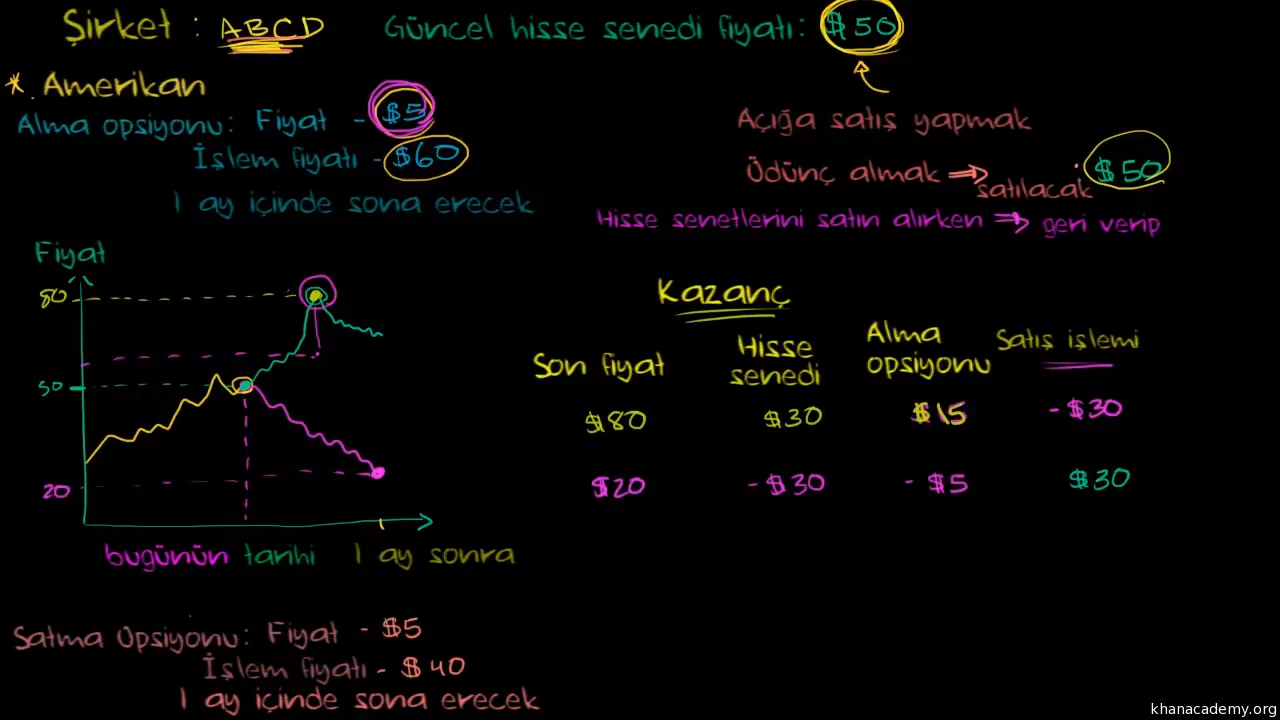 Şirket : ABCD
Güncel hisse senedi fiyatı: $50
* Amerikan
Alma opsiyonu: Fiyat - $5
İşlem fiyatı - $60
1 ay içinde sona erecek
Açığa satış yapmak
Üdünç almak ⇒ satılacak $50
Hisse senetlerini satın alırken ⇒ geri verip
Fiyat
80
50
20
bugünün tarihi
1 ay sonra
Kazanç
Son fiyat
Hisse senedi
Alma opsiyonu
Satış işlemi
$80 $30 $15 -$30
$20 -$30 -$5 $30
Satma Opsiyonu: Fiyat - $5
İşlem fiyatı - $40
1 ay içinde sona erecek
khanacademy.org